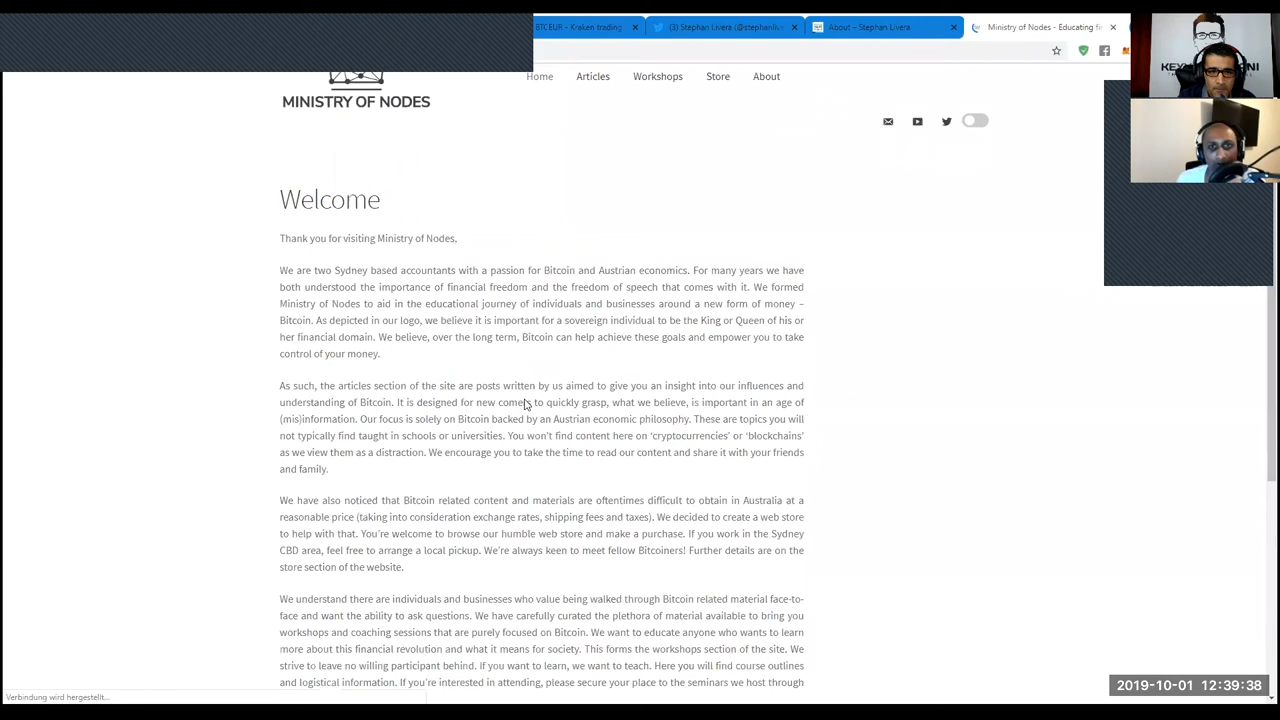 BTCEUR - Kraken trading
(3) Stephan Livera (@stephanliv
About – Stephan Livera
Ministry of Nodes - Educating fi
MINISTRY OF NODES
Home Articles Workshops Store About
Welcome
Thank you for visiting Ministry of Nodes,
We are two Sydney based accountants with a passion for Bitcoin and Austrian economics. For many years we have
both understood the importance of financial freedom and the freedom of speech that comes with it. We formed
Ministry of Nodes to aid in the educational journey of individuals and businesses around a new form of money –
Bitcoin. As depicted in our logo, we believe it is important for a sovereign individual to be the King or Queen of his or
her financial domain. We believe, over the long term, Bitcoin can help achieve these goals and empower you to take
control of your money.
As such, the articles section of the site are posts written by us aimed to give you an insight into our influences and
understanding of Bitcoin. It is designed for new comers to quickly grasp, what we believe, is important in an age of
(mis)information. Our focus is solely on Bitcoin backed by an Austrian economic philosophy. These are topics you will
not typically find taught in schools or universities. You won't find content here on 'cryptocurrencies' or 'blockchains'
as we view them as a distraction. We encourage you to take the time to read our content and share it with your friends
and family.
We have also noticed that Bitcoin related content and materials are oftentimes difficult to obtain in Australia at a
reasonable price (taking into consideration exchange rates, shipping fees and taxes). We decided to create a web store
to help with that. You're welcome to browse our humble web store and make a purchase. If you work in the Sydney
CBD area, feel free to arrange a local pickup. We're always keen to meet fellow Bitcoiners! Further details are on the
store section of the website.
We understand there are individuals and businesses who value being walked through Bitcoin related material face-to-
face and want the ability to ask questions. We have carefully curated the plethora of material available to bring you
workshops and coaching sessions that are purely focused on Bitcoin. We want to educate anyone who wants to learn
more about this financial revolution and what it means for society. This forms the workshops section of the site. We
strive to leave no willing participant behind. If you want to learn, we want to teach. Here you will find course outlines
and logistical information. If you're interested in attending, please secure your place to the seminars we host through
Verbindung wird hergestellt...
2019-10-01 12:39:38